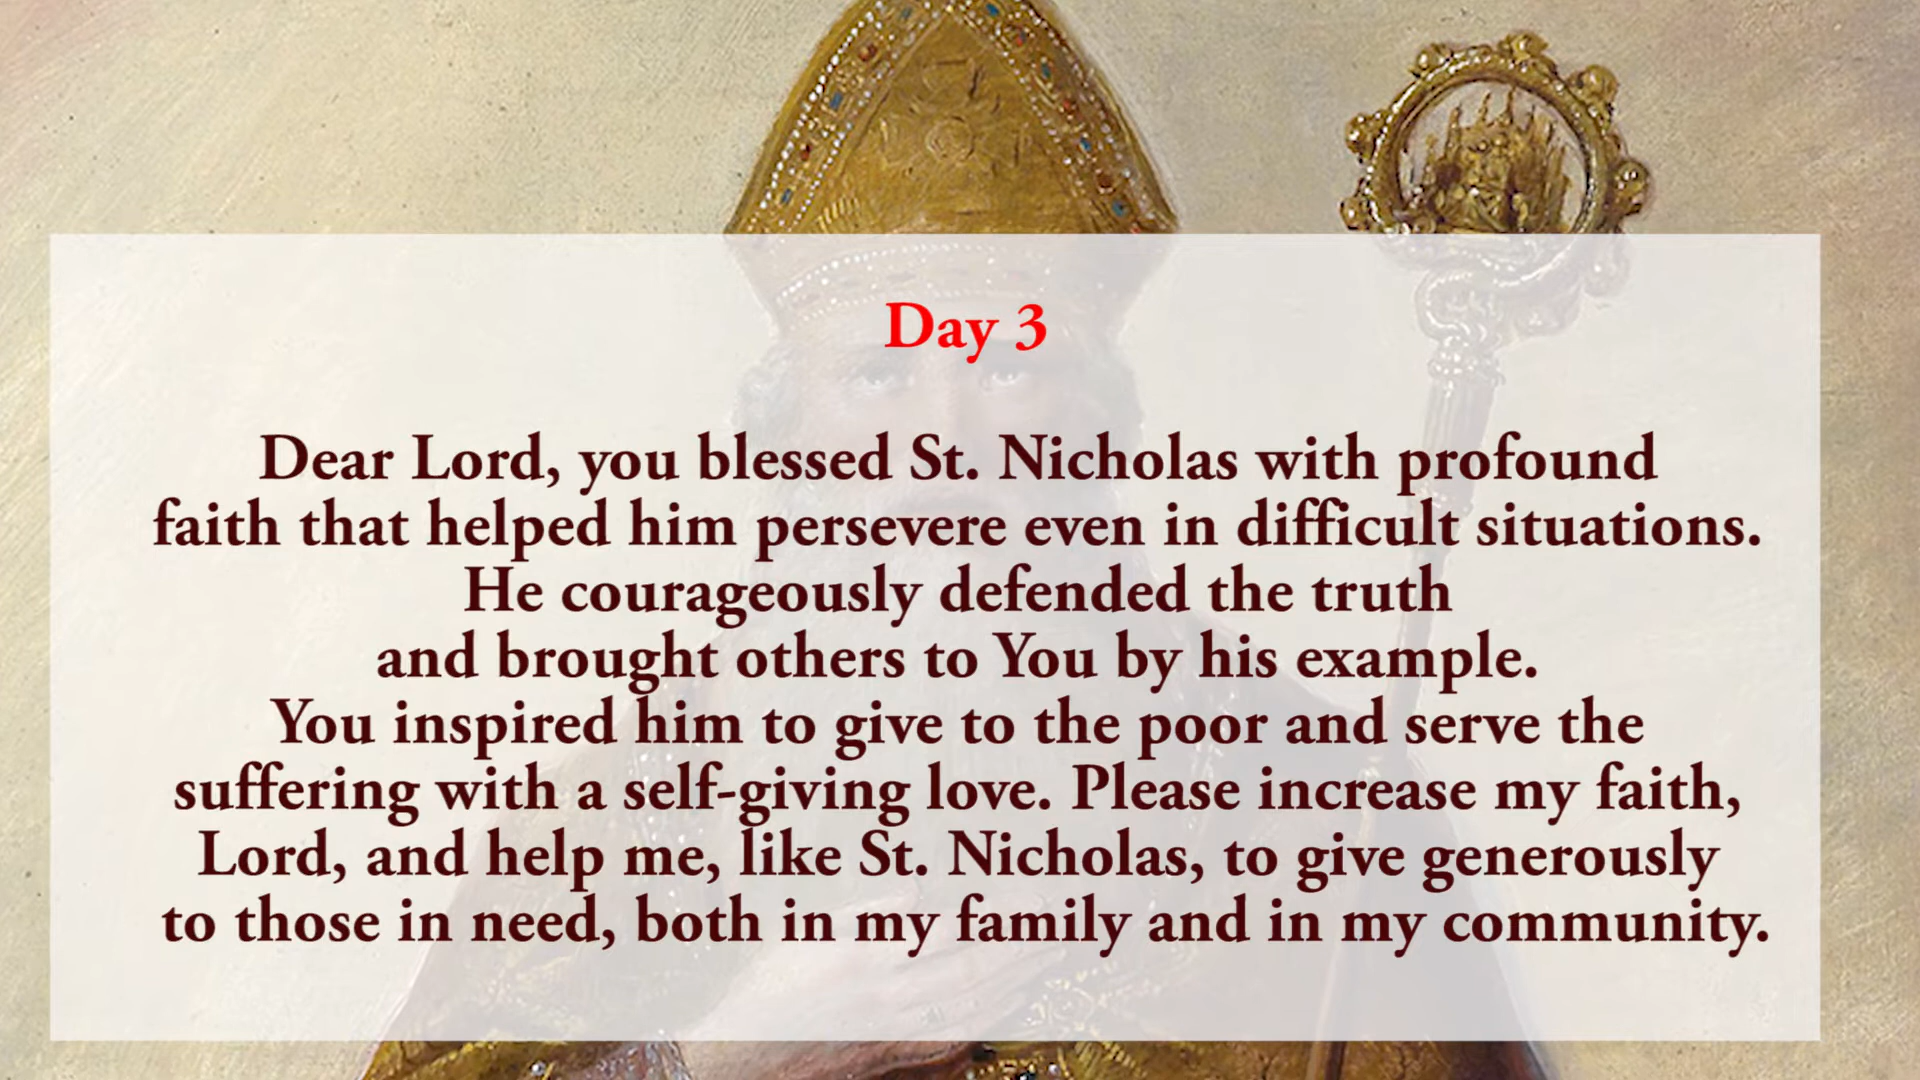 Day 3
Dear Lord, you blessed St. Nicholas with profound
faith that helped him persevere even in difficult situations.
He courageously defended the truth
and brought others to You by his example.
You inspired him to give to the poor and serve the
suffering with a self-giving love. Please increase my faith,
Lord, and help me, like St. Nicholas, to give generously
to those in need, both in my family and in my community.